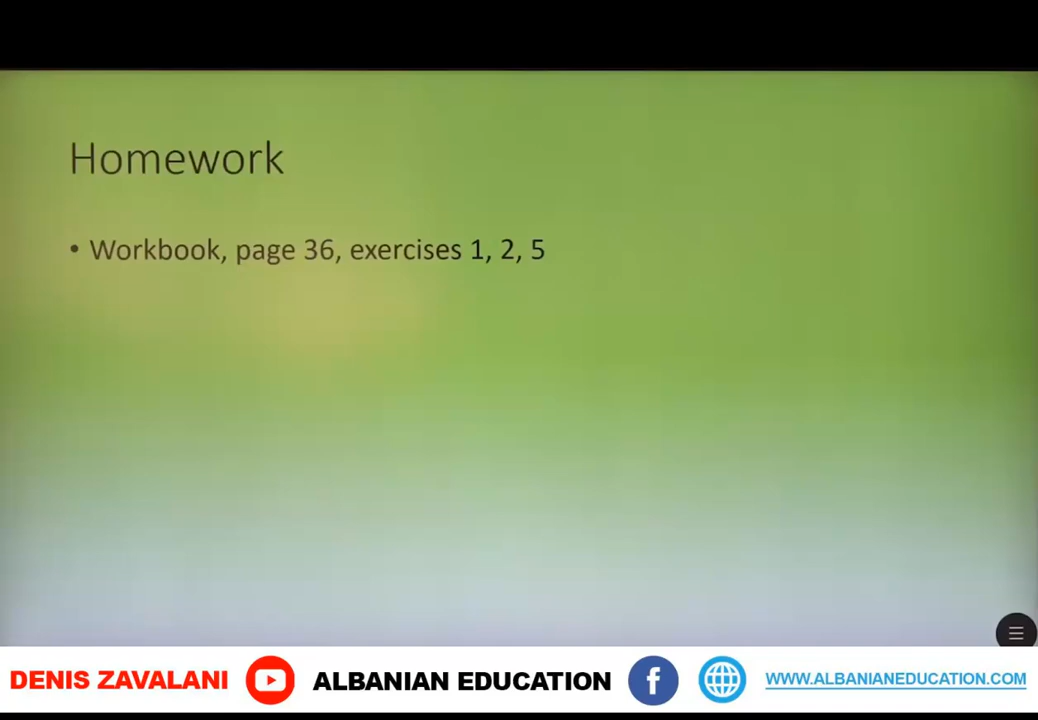 Homework
• Workbook, page 36, exercises 1, 2, 5
DENIS ZAVALANI ALBANIAN EDUCATION WWW.ALBANIANEDUCATION.COM